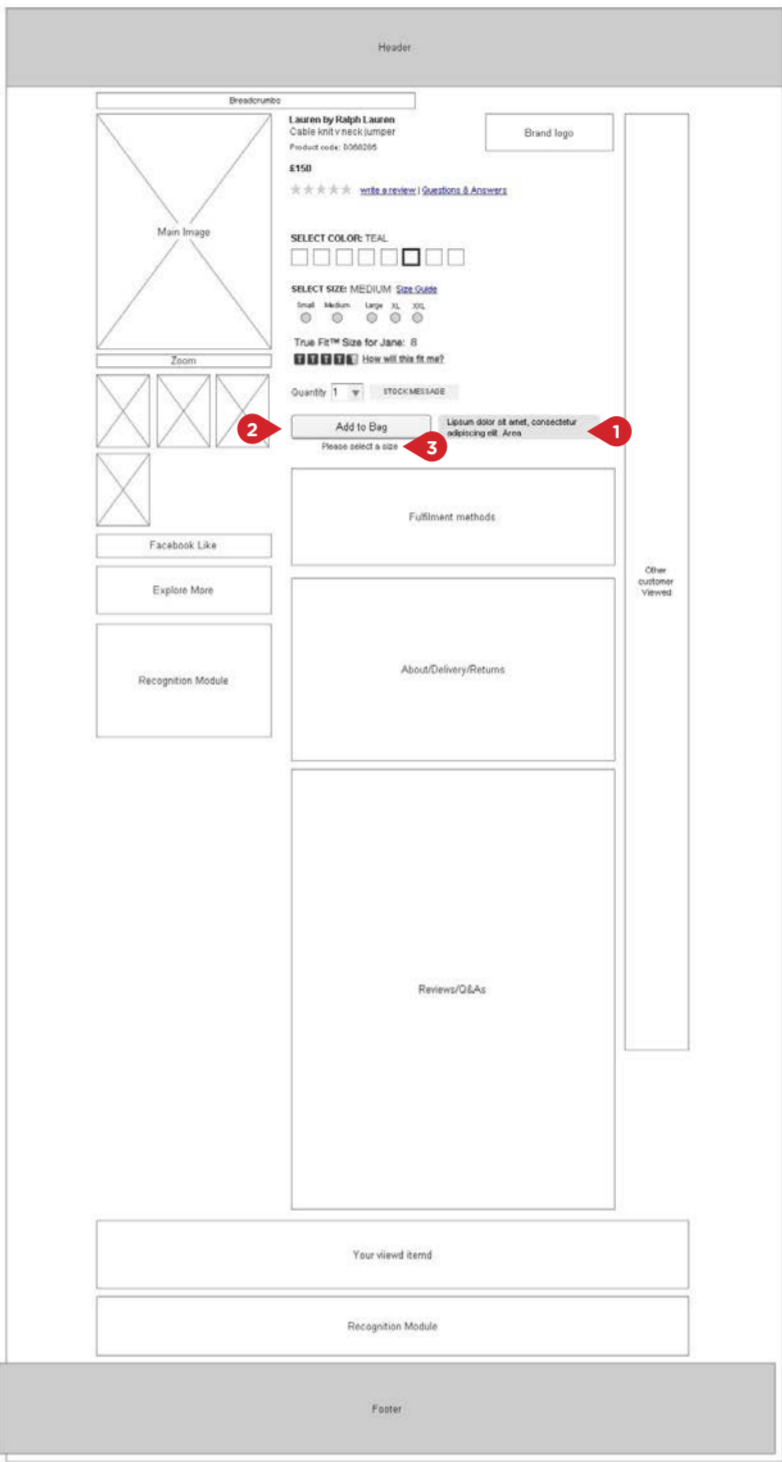 Header
Breadcrumbs
Lauren by Ralph Lauren
Cable knit v neck jumper
Product code: D060205
Brand logo
£150
write a review | Questions & Answers
Main Image
SELECT COLOR: TEAL
SELECT SIZE: MEDIUM Size Guide
Small Medium Large XL XXL
True Fit™ Size for Jane: 8
T T T T How will this fit me?
Zoom
Quantity 1 STOCK MESSAGE
2
Add to Bag
Lipsum dolor sit amet, consectetur
adipiscing elit. Area
1
Please select a size
3
Fulfilment methods
Facebook Like
Explore More
Other
customer
Viewed
About/Delivery/Returns
Recognition Module
Reviews/Q&As
Your viiewd itemd
Recognition Module
Footer